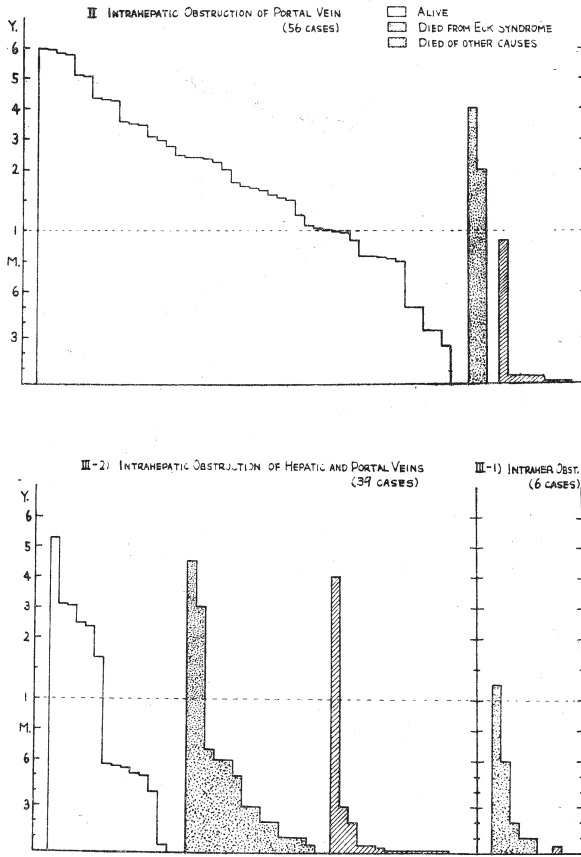 II INTRAHEPATIC OBSTRUCTION OF PORTAL VEIN
(56 CASES)
ALIVE
DIED FROM ECK SYNDROME
DIED OF OTHER CAUSES
Y.
6
5
4
3
2
1
M.
6
3
III-2) INTRAHEPATIC OBSTRUCTION OF HEPATIC AND PORTAL VEINS
(39 CASES)
III-1) INTRAHEP. OBST.
(6 CASES)
Y.
6
5
4
3
2
1
M.
6
3